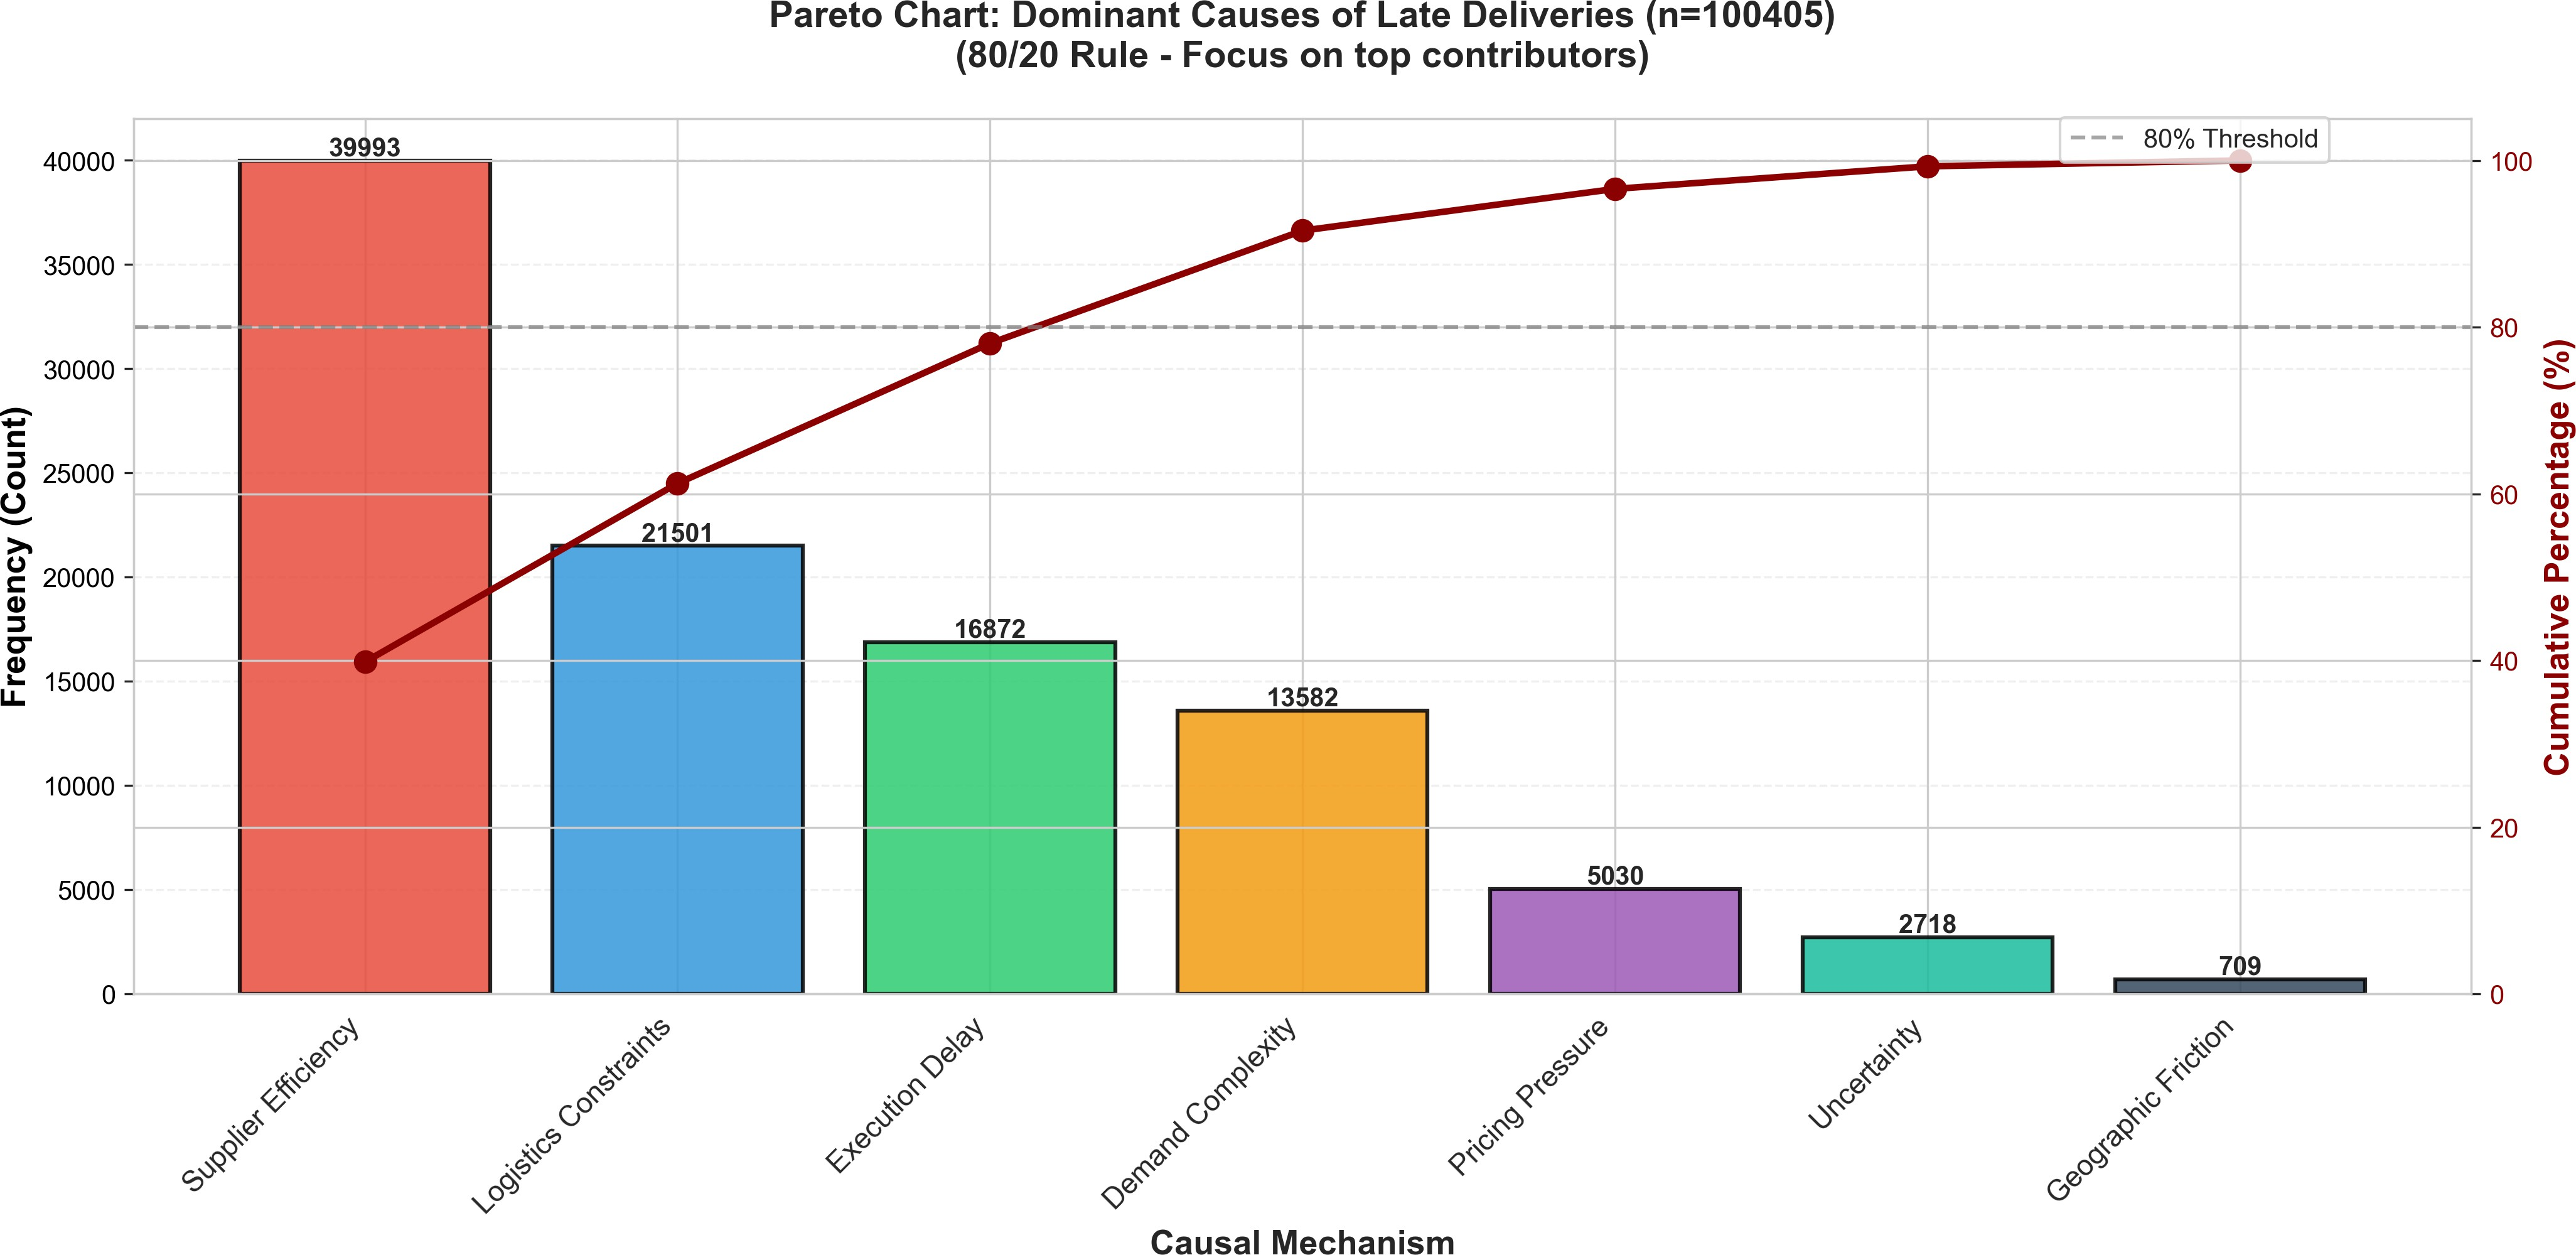 Pareto Chart: Dominant Causes of Late Deliveries (n=100405)
(80/20 Rule - Focus on top contributors)
80% Threshold
39993
21501
16872
13582
5030
2718
709
40000
35000
30000
25000
20000
15000
10000
5000
0
Frequency (Count)
100
80
60
40
20
0
Cumulative Percentage (%)
Supplier Efficiency
Logistics Constraints
Execution Delay
Demand Complexity
Pricing Pressure
Uncertainty
Geographic Friction
Causal Mechanism